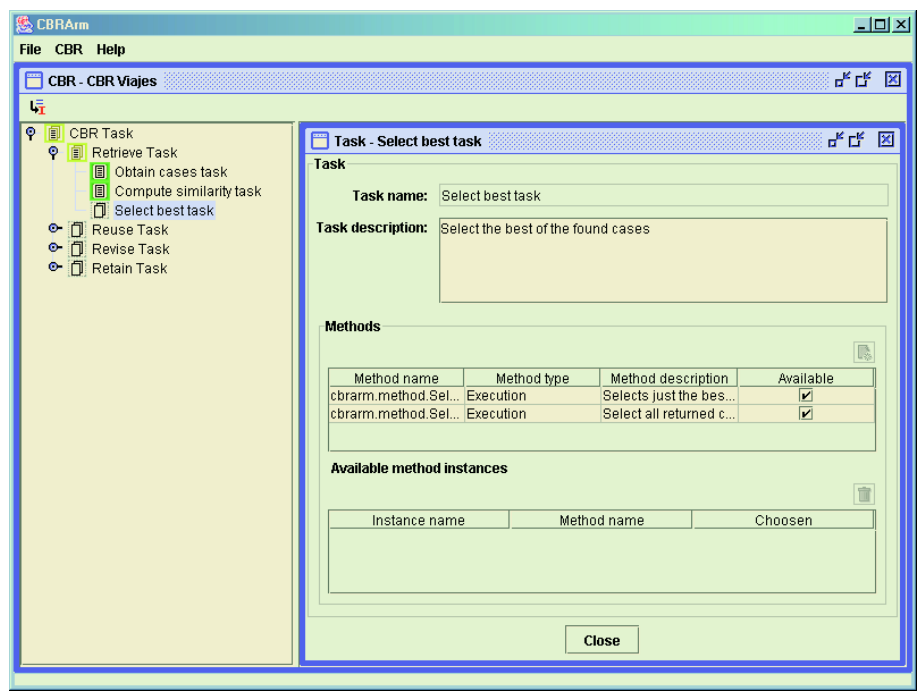 CBRArm
File CBR Help
CBR - CBR Viajes
CBR Task
Retrieve Task
Obtain cases task
Compute similarity task
Select best task
Reuse Task
Revise Task
Retain Task
Task - Select best task
Task
Task name: Select best task
Task description: Select the best of the found cases
Methods
Method name Method type Method description Available
cbrarm.method.Sel... Execution Selects just the bes...
cbrarm.method.Sel... Execution Select all returned c...
Available method instances
Instance name Method name Choosen
Close